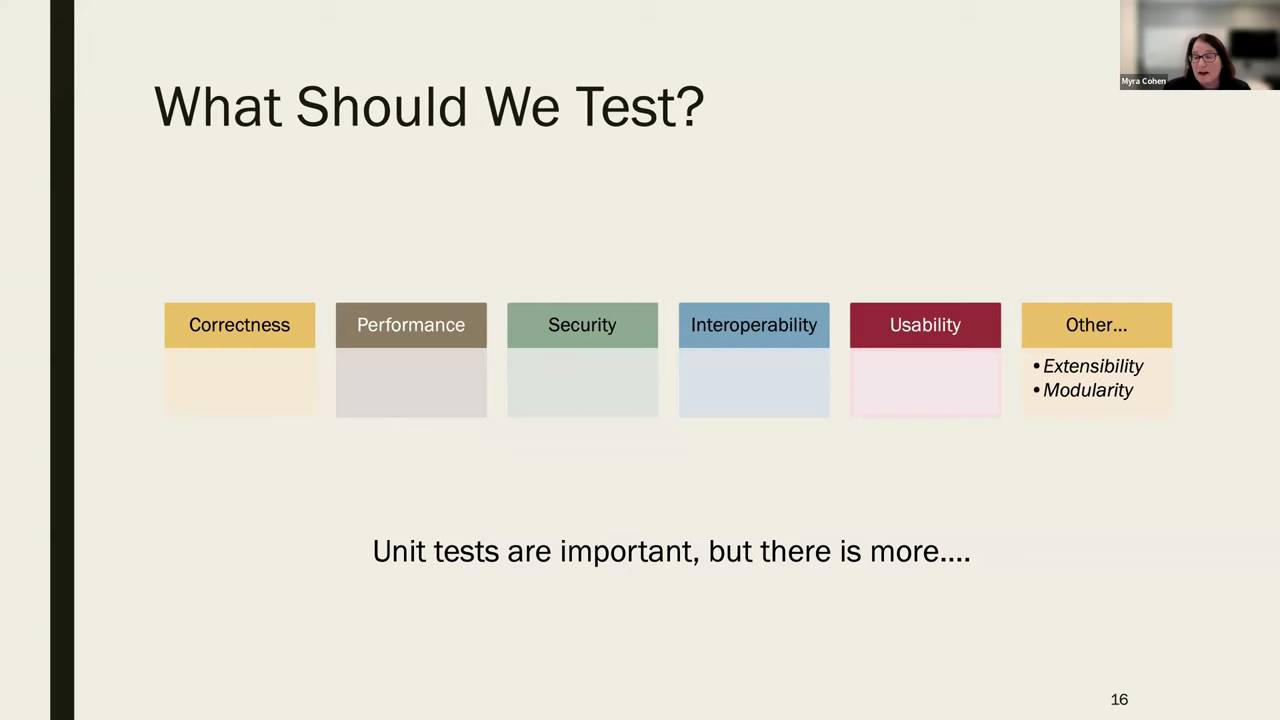 Myra Cohen
What Should We Test?
Correctness
Performance
Security
Interoperability
Usability
Other...
•Extensibility
•Modularity
Unit tests are important, but there is more....
16